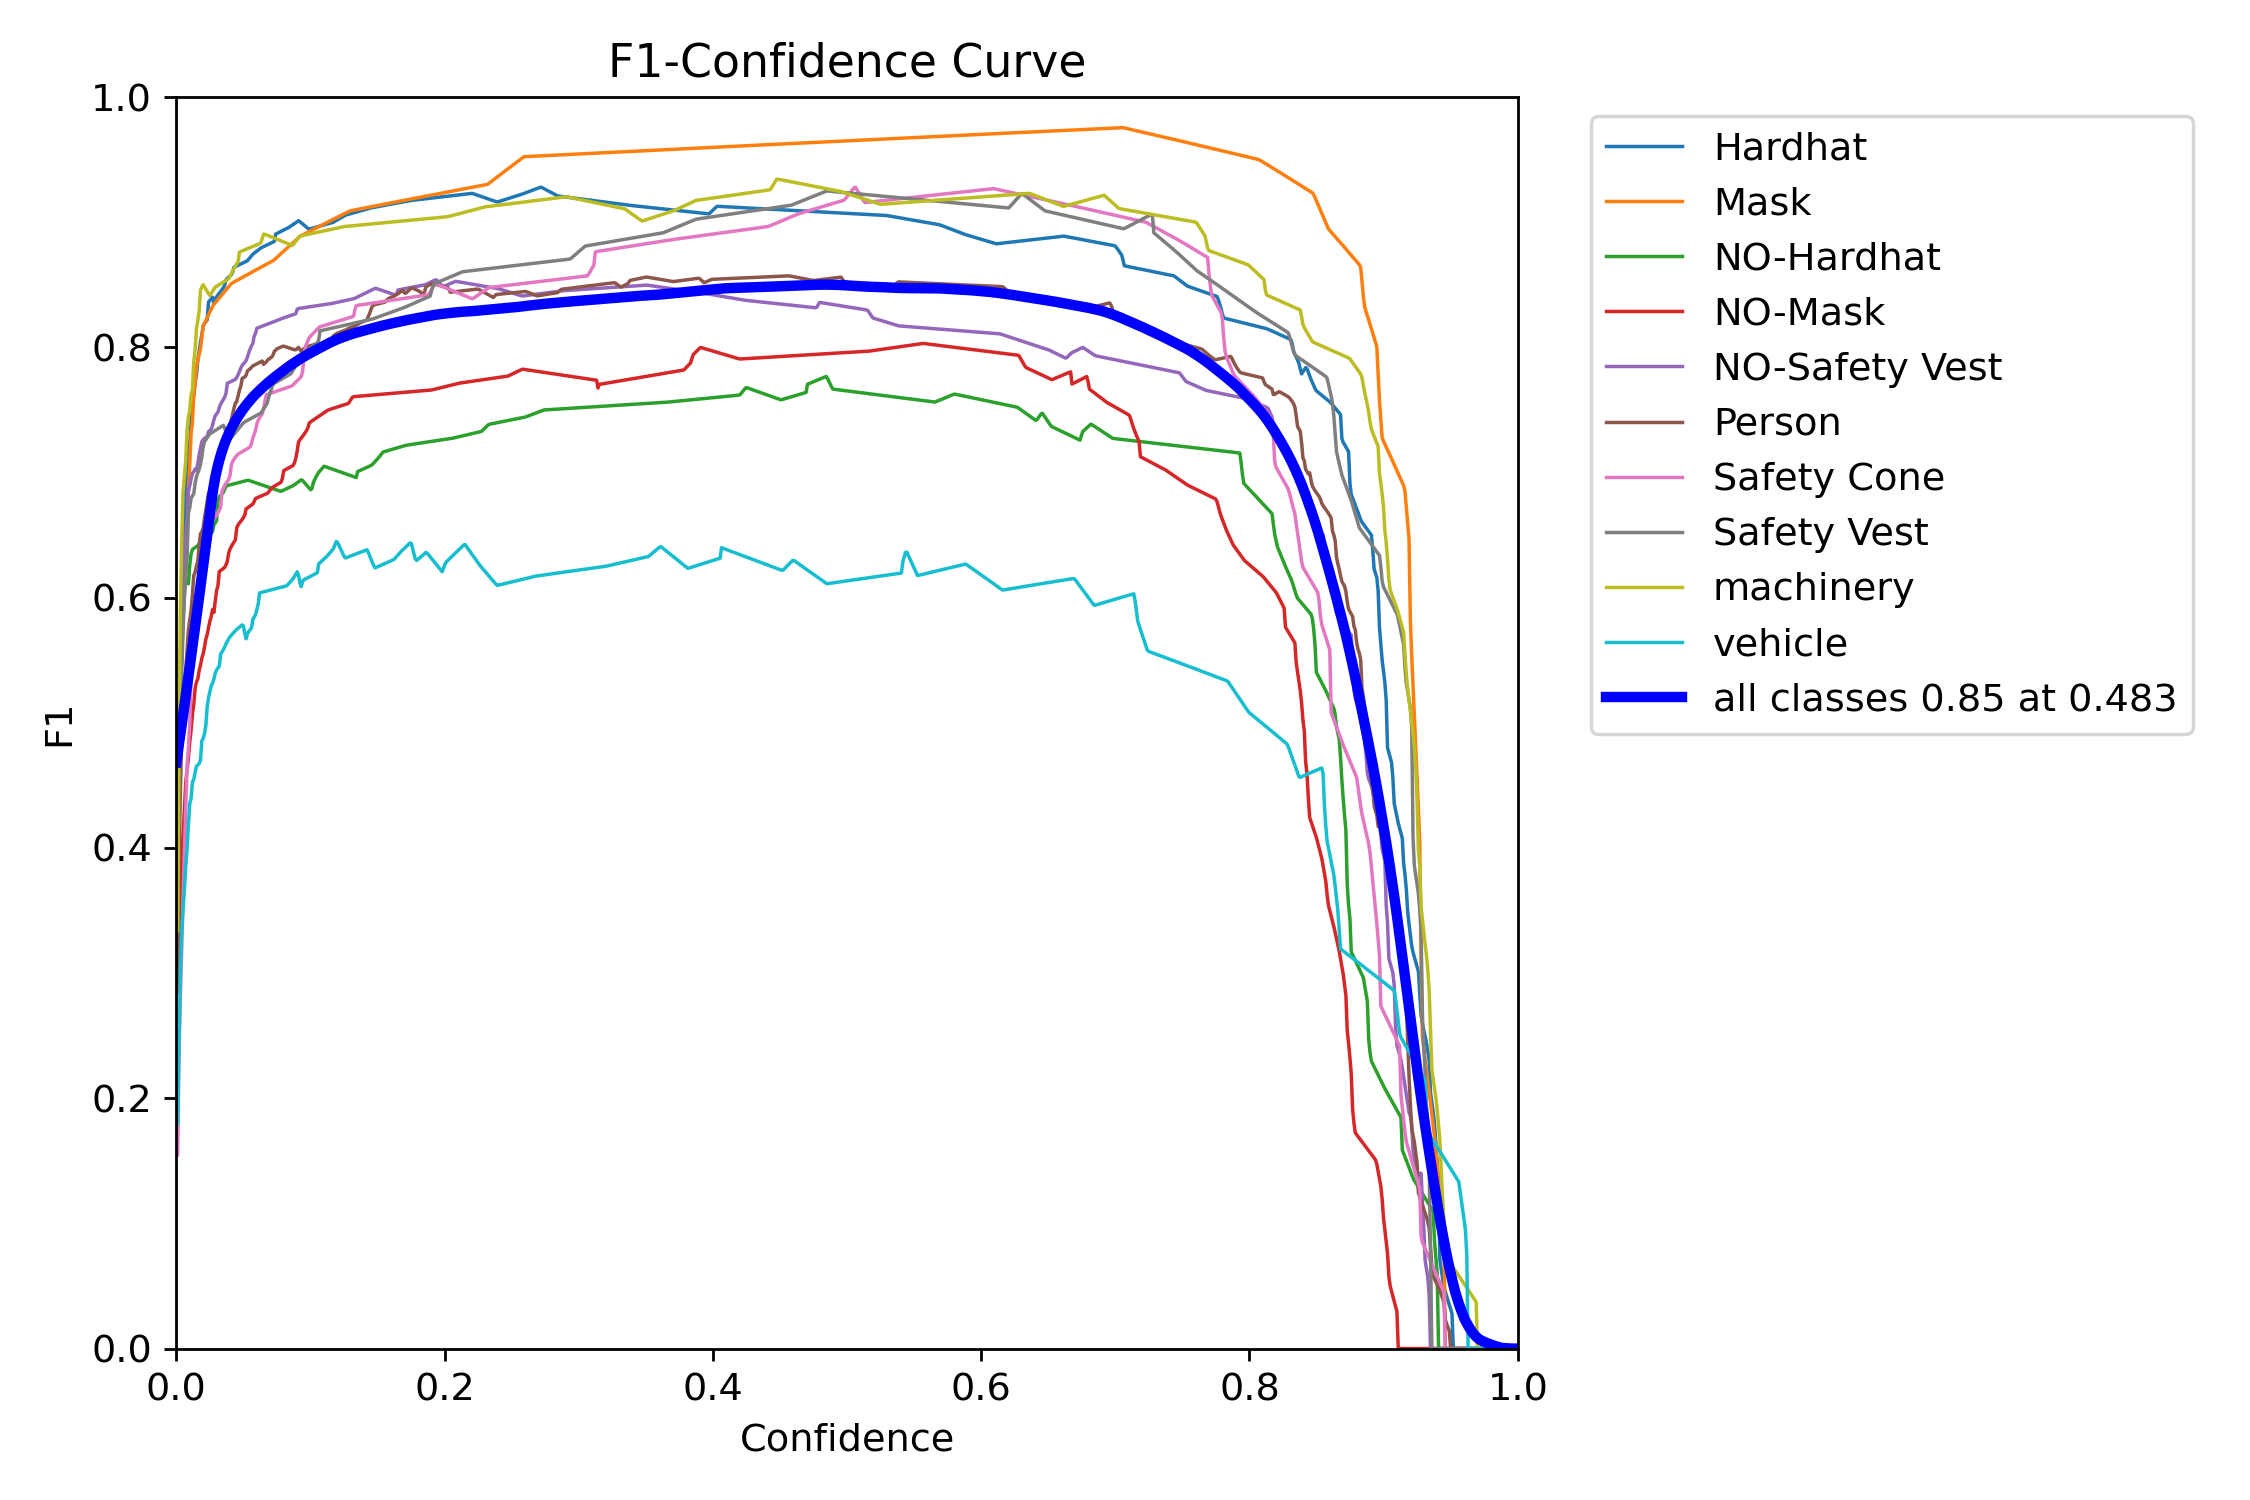 F1-Confidence Curve
1.0
0.8
0.6
0.4
0.2
0.0
F1
0.0 0.2 0.4 0.6 0.8 1.0
Confidence
Hardhat
Mask
NO-Hardhat
NO-Mask
NO-Safety Vest
Person
Safety Cone
Safety Vest
machinery
vehicle
all classes 0.85 at 0.483